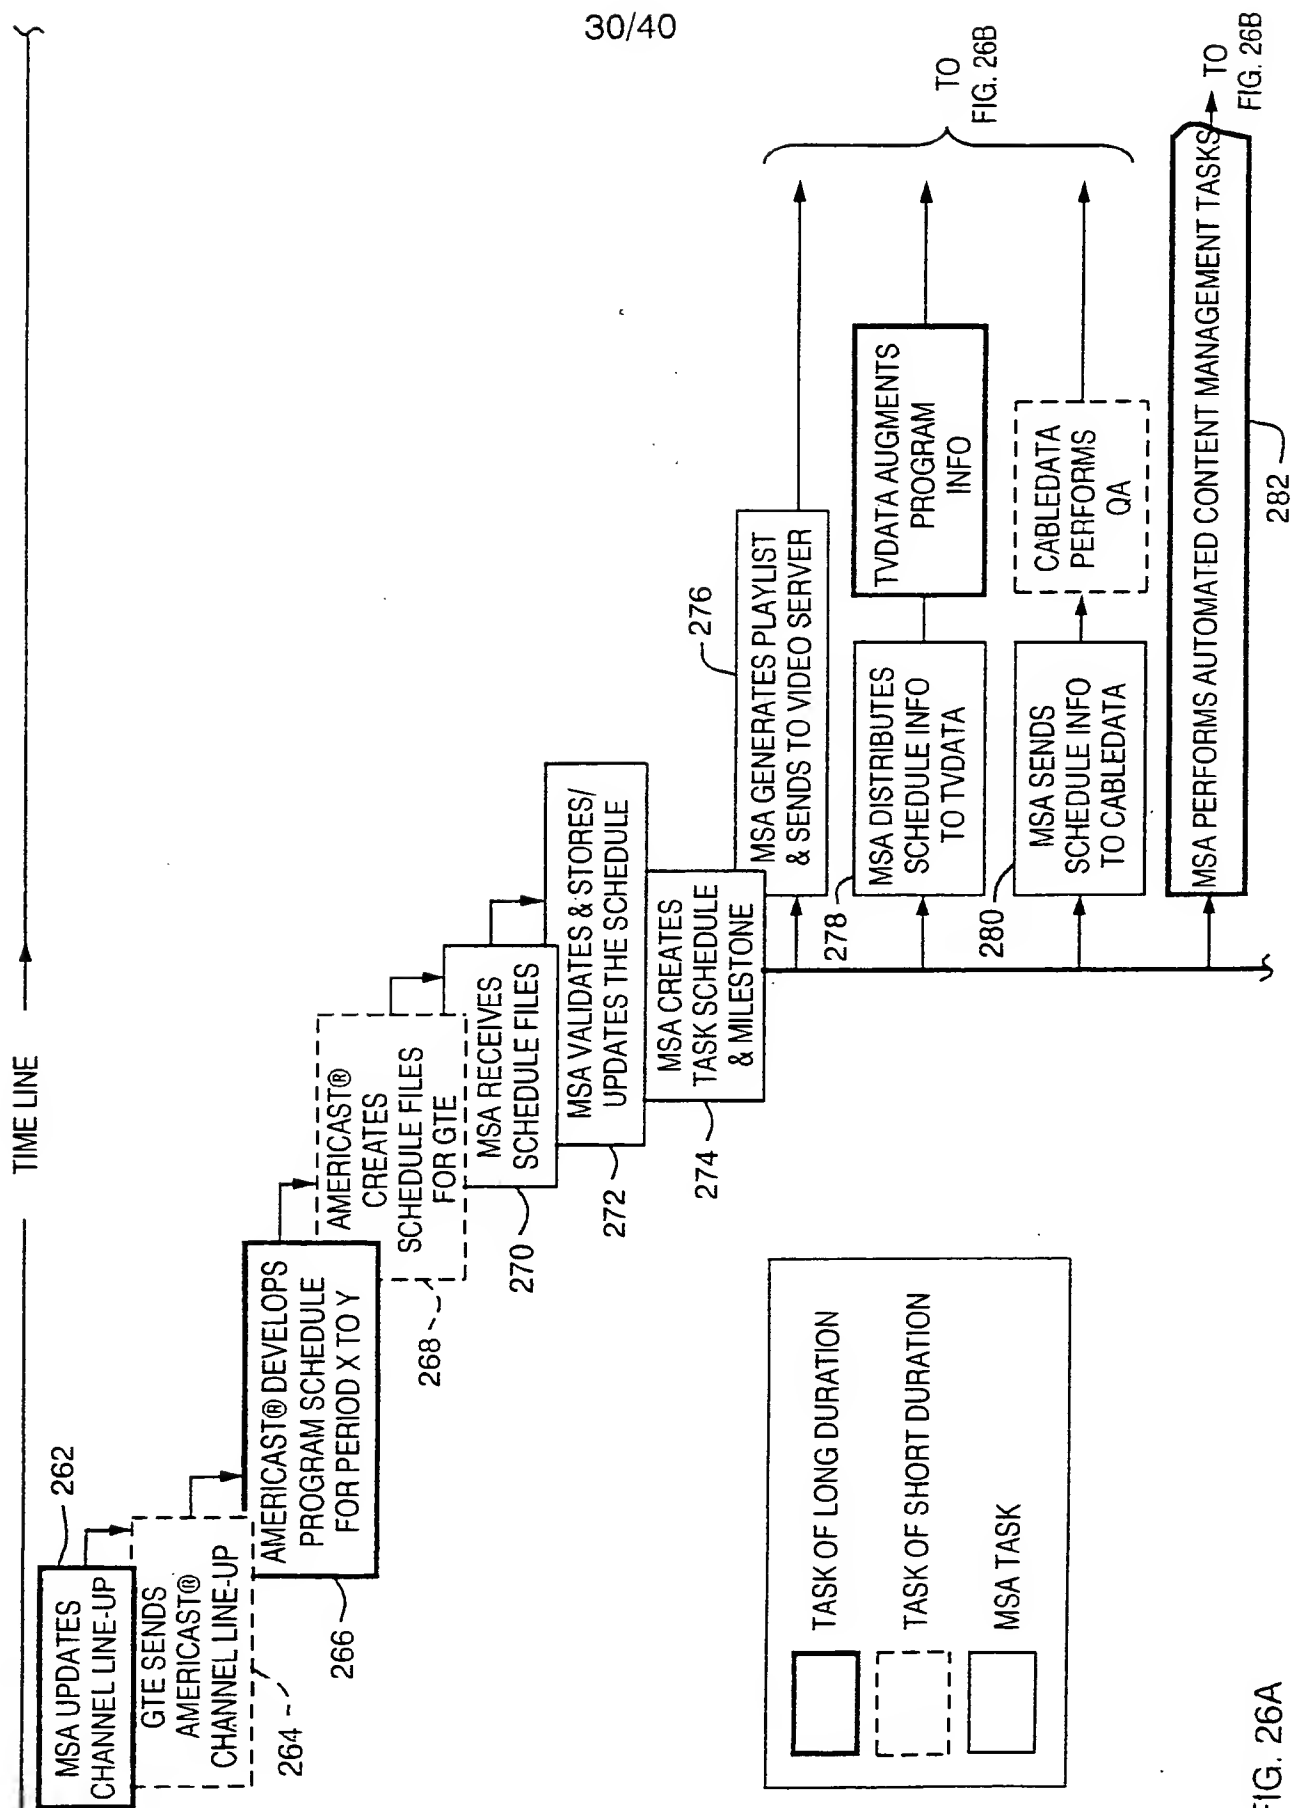 30/40
TIME LINE
MSA UPDATES
CHANNEL LINE-UP
262
GTE SENDS
AMERICAST®
CHANNEL LINE-UP
264
AMERICAST® DEVELOPS
PROGRAM SCHEDULE
FOR PERIOD X TO Y
266
AMERICAST®
CREATES
SCHEDULE FILES
FOR GTE
268
MSA RECEIVES
SCHEDULE FILES
270
MSA VALIDATES & STORES/
UPDATES THE SCHEDULE
272
MSA CREATES
TASK SCHEDULE
& MILESTONE
274
MSA GENERATES PLAYLIST
& SENDS TO VIDEO SERVER
276
MSA DISTRIBUTES
SCHEDULE INFO
TO TVDATA
278
TVDATA AUGMENTS
PROGRAM
INFO
MSA SENDS
SCHEDULE INFO
TO CABLEDATA
280
CABLEDATA
PERFORMS
QA
TO
FIG. 26B
MSA PERFORMS AUTOMATED CONTENT MANAGEMENT TASKS
282
TO
FIG. 26B
TASK OF LONG DURATION
TASK OF SHORT DURATION
MSA TASK
FIG. 26A